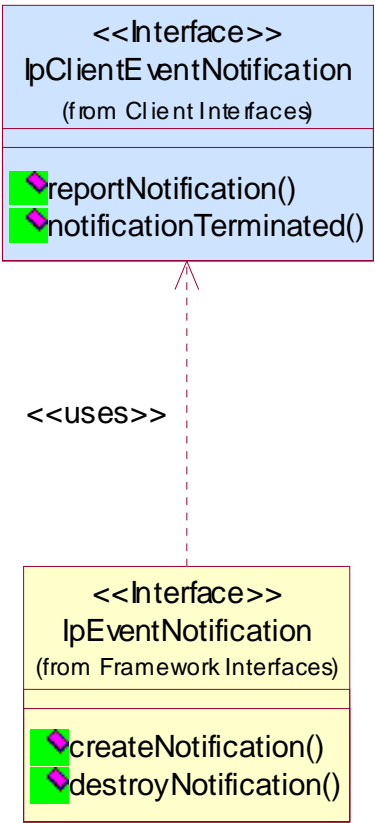 <<Interface>>
IpClientEventNotification
(from Client Interfaces)
reportNotification()
notificationTerminated()
<<uses>>
<<Interface>>
IpEventNotification
(from Framework Interfaces)
createNotification()
destroyNotification()